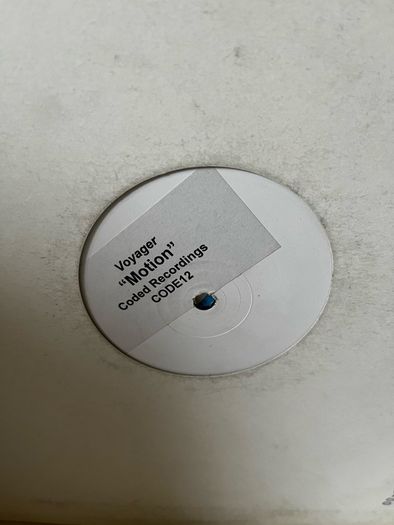 Voyager
“Motion”
Coded Recordings
CODE12